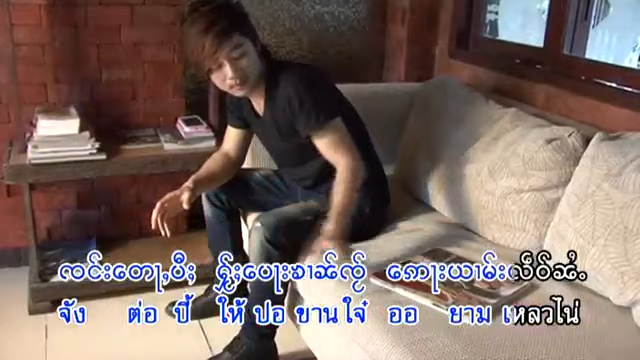 ၸင်းတေႃႇပီႈ ႁႂ်ႈပေႃးၶၢၼ်ၸႂ် ဢေႃးယၢမ်းလဵဝ်ၼႆႉ
จัง ต่อ ปี้ ให้ ปอ ขานใจ๋ ออ ยาม เหลวไน่